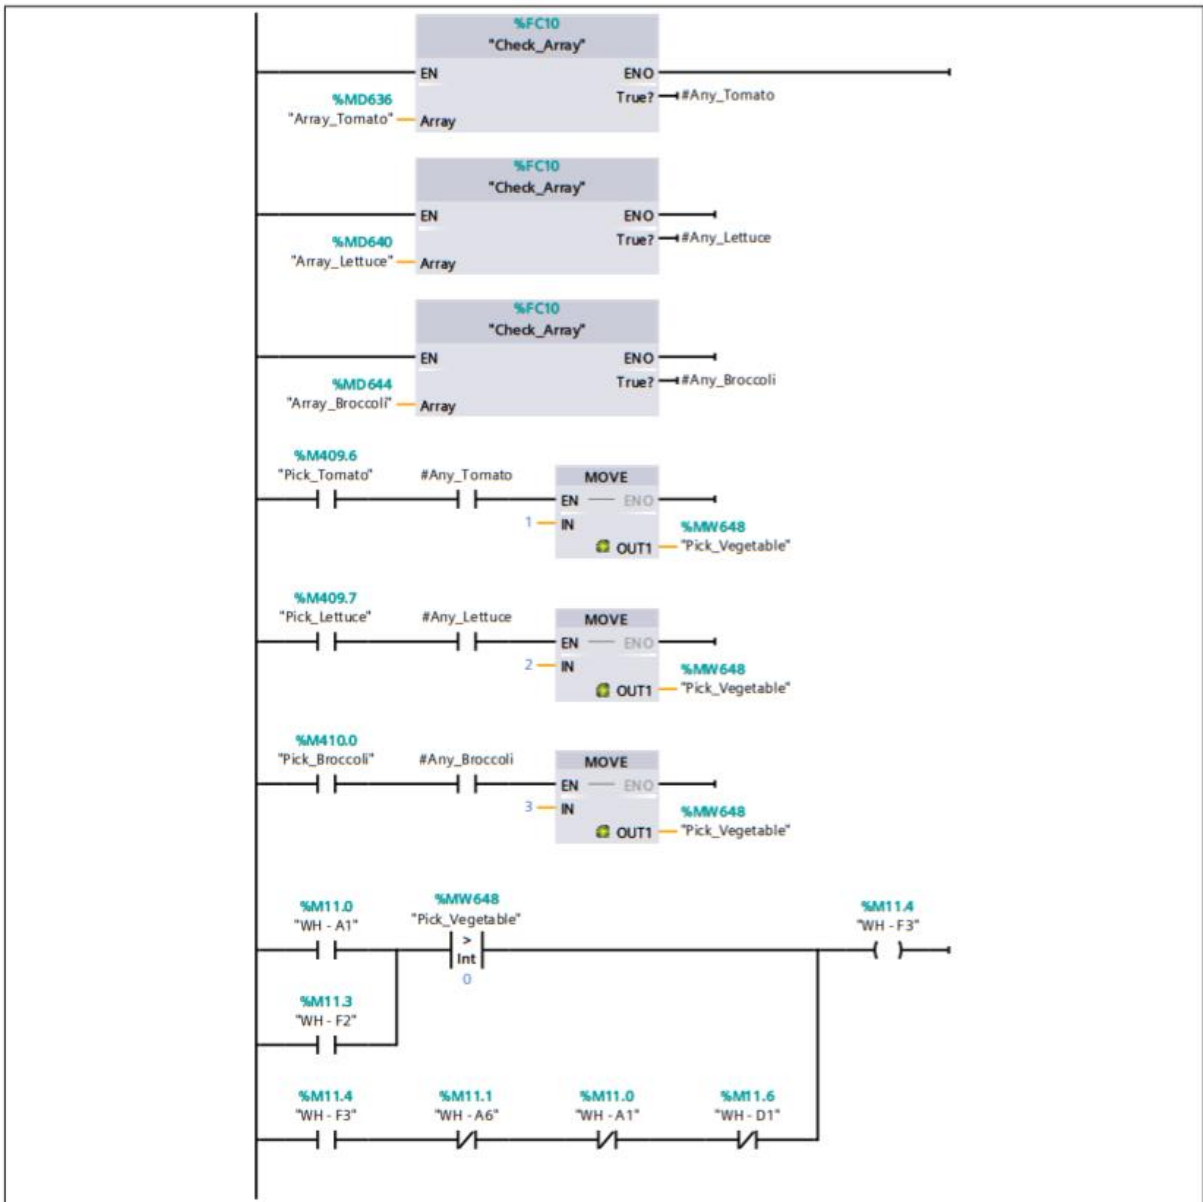 %FC10
"Check_Array"
EN ENO
%MD636 True? #Any_Tomato
"Array_Tomato" Array
%FC10
"Check_Array"
EN ENO
%MD640 True? #Any_Lettuce
"Array_Lettuce" Array
%FC10
"Check_Array"
EN ENO
%MD644 True? #Any_Broccoli
"Array_Broccoli" Array
%M409.6
"Pick_Tomato" #Any_Tomato MOVE
EN ENO
1 IN %MW648
OUT1 "Pick_Vegetable"
%M409.7
"Pick_Lettuce" #Any_Lettuce MOVE
EN ENO
2 IN %MW648
OUT1 "Pick_Vegetable"
%M410.0
"Pick_Broccoli" #Any_Broccoli MOVE
EN ENO
3 IN %MW648
OUT1 "Pick_Vegetable"
%M11.0 %MW648 %M11.4
"WH - A1" "Pick_Vegetable" "WH - F3"
>
Int
0
%M11.3
"WH - F2"
%M11.4 %M11.1 %M11.0 %M11.6
"WH - F3" "WH - A6" "WH - A1" "WH - D1"